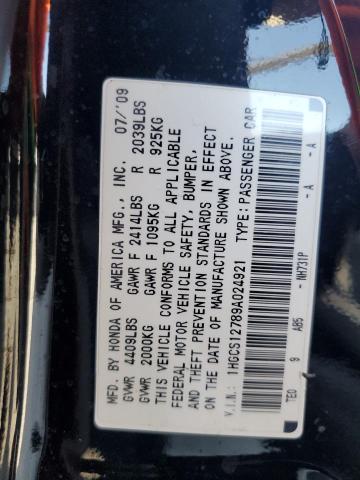 MFD. BY HONDA OF AMERICA MFG., INC. 07/'09
GVWR 4409LBS GAWR F 2414LBS R 2039LBS
GVWR 2000KG GAWR F 1095KG R 925KG
THIS VEHICLE CONFORMS TO ALL APPLICABLE
FEDERAL MOTOR VEHICLE SAFETY, BUMPER,
AND THEFT PREVENTION STANDARDS IN EFFECT
ON THE DATE OF MANUFACTURE SHOWN ABOVE.
V.I.N.: 1HGCS12789A024921 TYPE:PASSENGER CAR
TE0 9 AB5 -NH731P -A -A